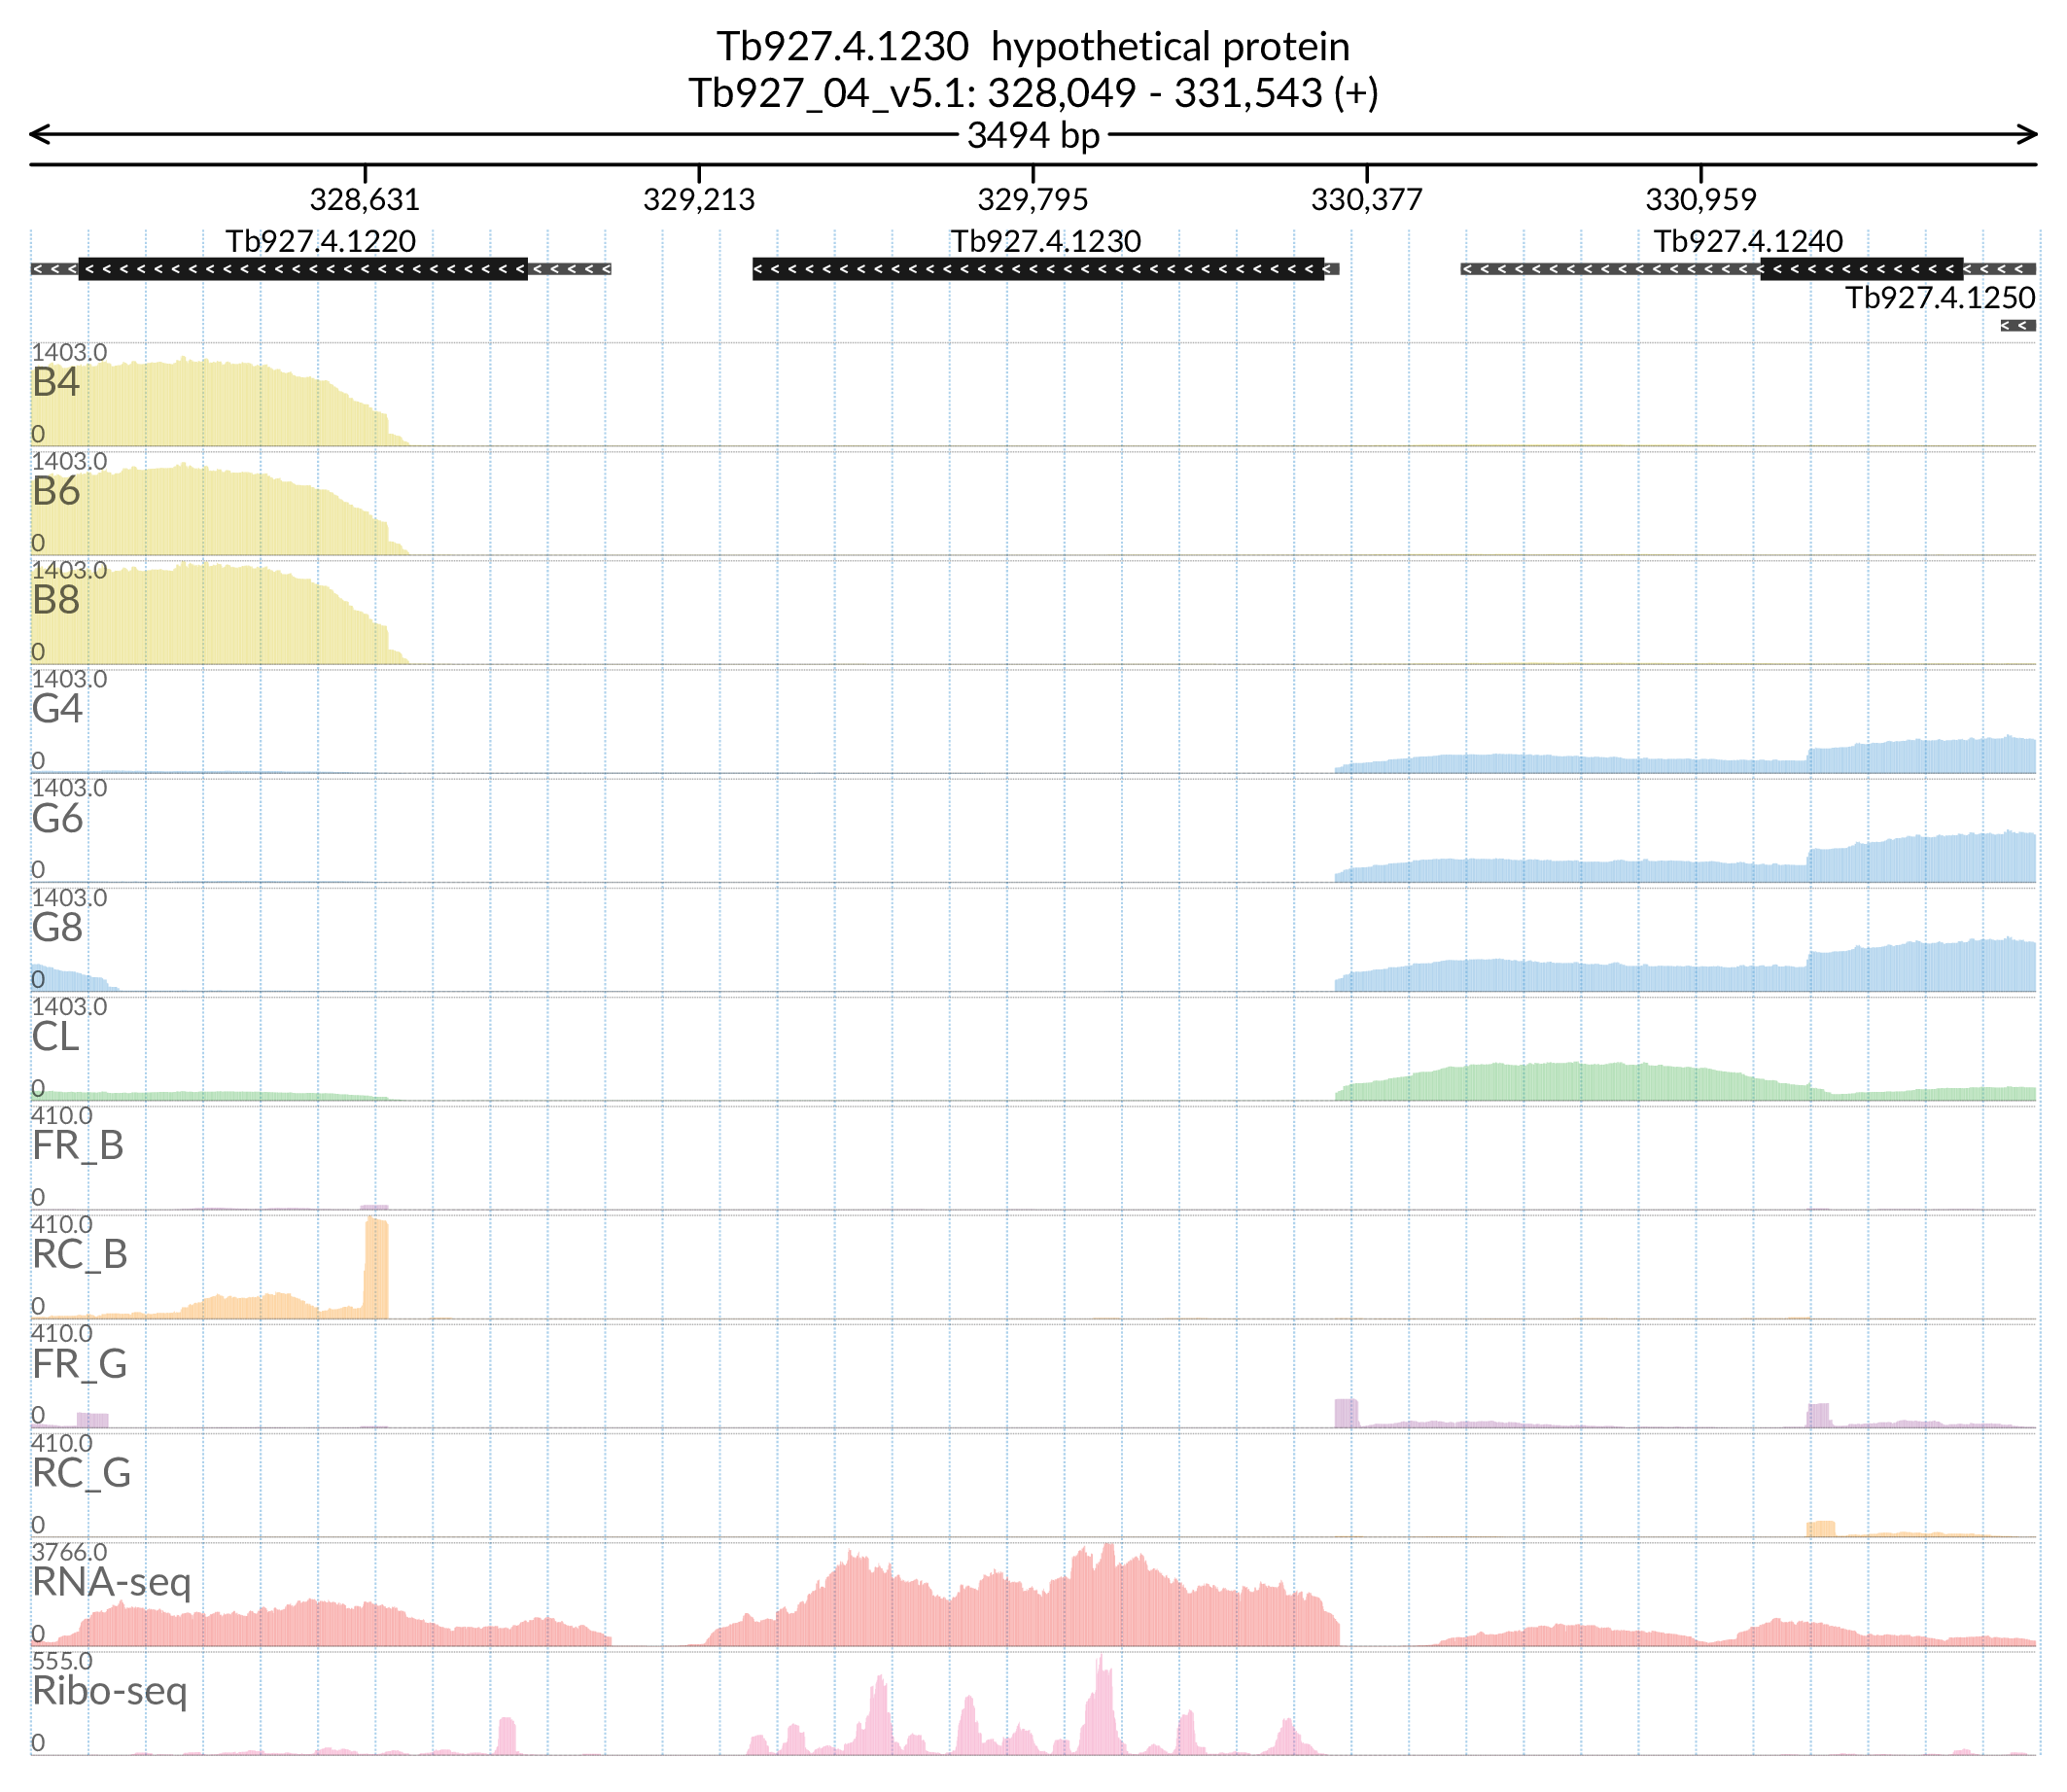 Tb927.4.1230  hypothetical protein
Tb927_04_v5.1: 328,049 - 331,543 (+)
3494 bp
328,631 329,213 329,795 330,377 330,959
Tb927.4.1220 Tb927.4.1230 Tb927.4.1240
Tb927.4.1250
1403.0
B4
0
1403.0
B6
0
1403.0
B8
0
1403.0
G4
0
1403.0
G6
0
1403.0
G8
0
1403.0
CL
0
410.0
FR_B
0
410.0
RC_B
0
410.0
FR_G
0
410.0
RC_G
0
3766.0
RNA-seq
0
555.0
Ribo-seq
0